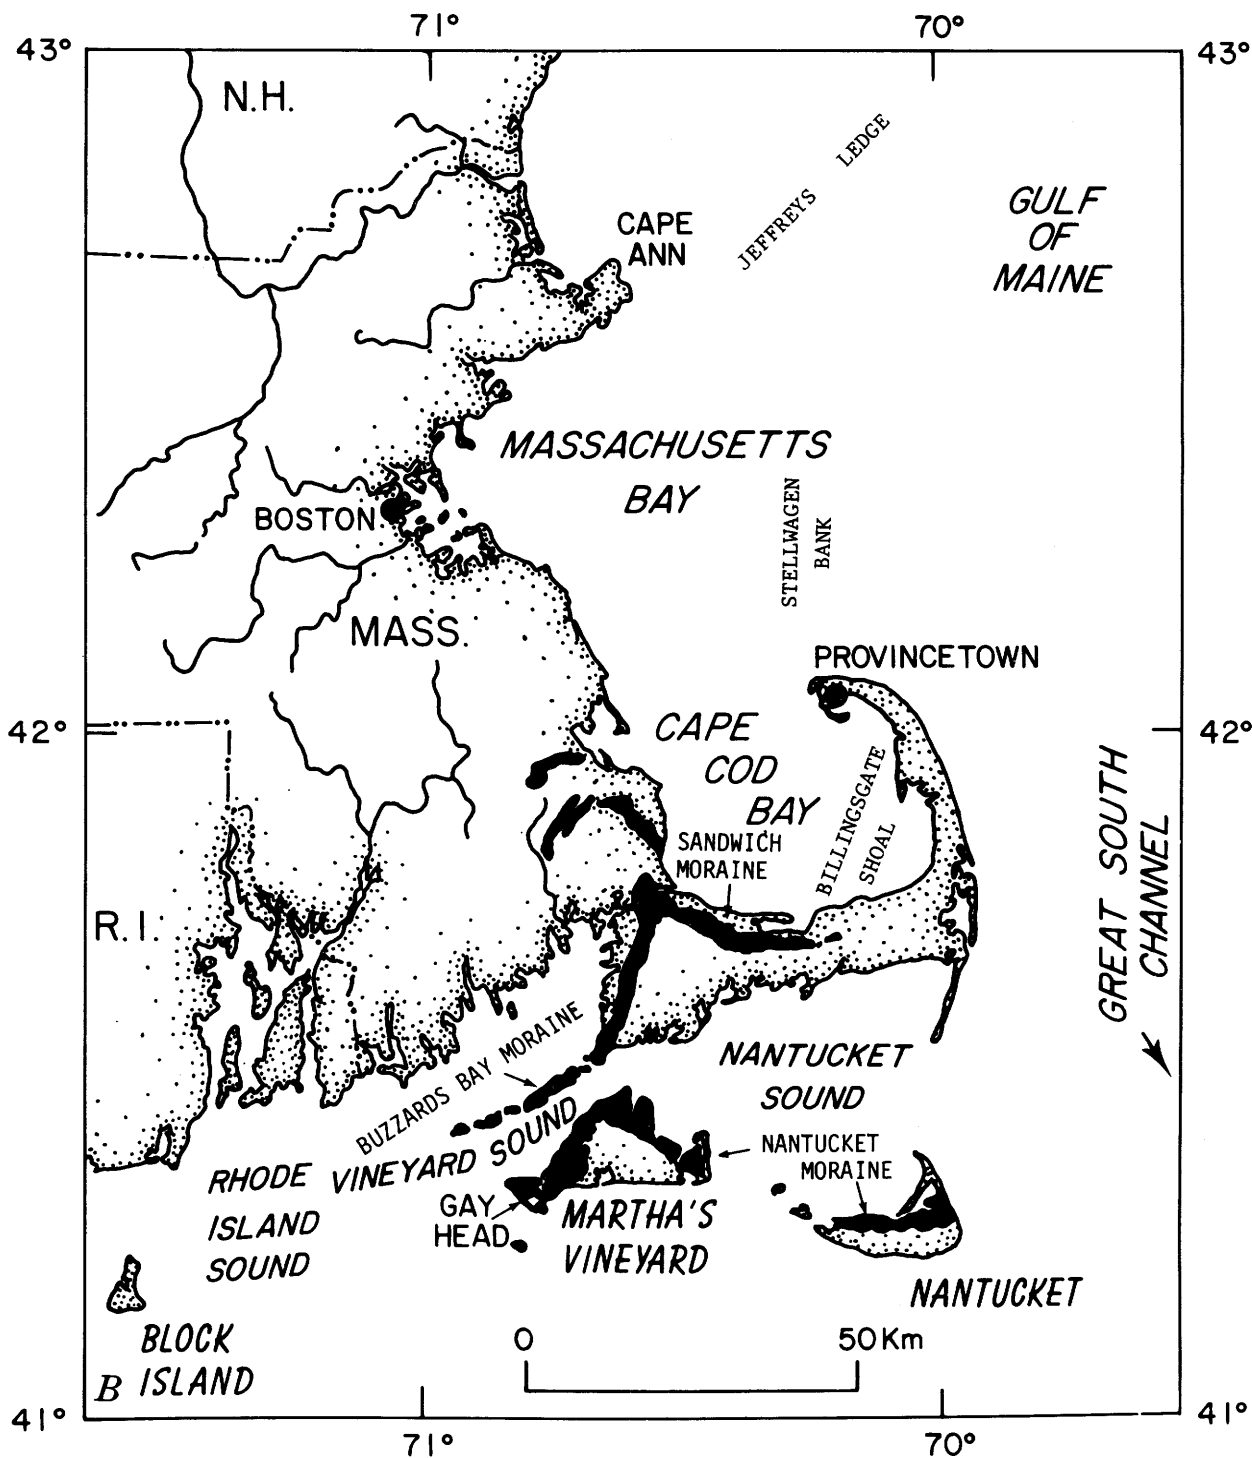 71°
70°
43°
43°
N.H.
JEFFREYS LEDGE
CAPE
ANN
GULF
OF
MAINE
MASSACHUSETTS
BAY
STELLWAGEN
BANK
BOSTON
MASS.
PROVINCETOWN
42°
42°
CAPE
COD
BAY
BILLINGSGATE
SHOAL
GREAT SOUTH
CHANNEL
SANDWICH
MORAINE
R.I.
BUZZARDS BAY MORAINE
NANTUCKET
SOUND
VINEYARD SOUND
NANTUCKET
MORAINE
RHODE
ISLAND
SOUND
GAY
HEAD
MARTHA'S
VINEYARD
NANTUCKET
BLOCK
ISLAND
B
0
50 Km
41°
41°
71°
70°